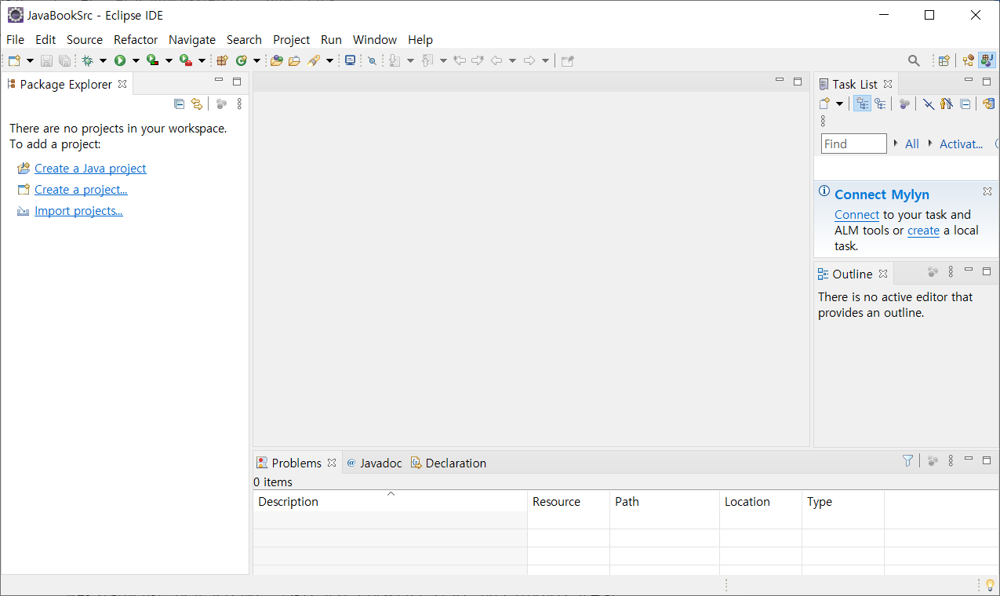 JavaBookSrc - Eclipse IDE
File Edit Source Refactor Navigate Search Project Run Window Help
Package Explorer
There are no projects in your workspace.
To add a project:
Create a Java project
Create a project...
Import projects...
Task List
Find All Activat...
Connect Mylyn
Connect to your task and
ALM tools or create a local
task.
Outline
There is no active editor that
provides an outline.
Problems @ Javadoc Declaration
0 items
Description Resource Path Location Type